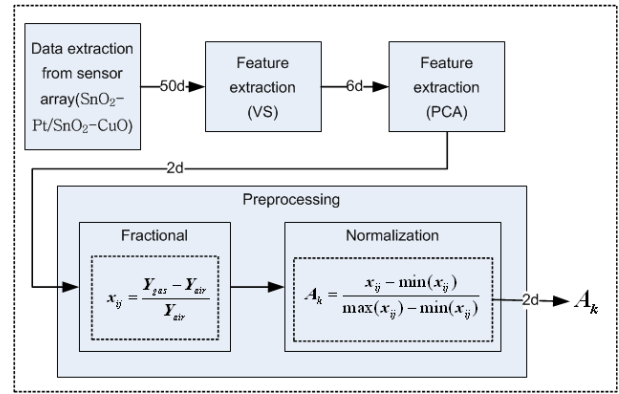 Data extraction
from sensor
array(SnO₂−
Pt/SnO₂−CuO)
50d
Feature
extraction
(VS)
6d
Feature
extraction
(PCA)
2d
Preprocessing
Fractional
x_ij = (Y_gas − Y_air) / Y_air
Normalization
A_k = (x_ij − min(x_ij)) / (max(x_ij) − min(x_ij))
2d
A_k